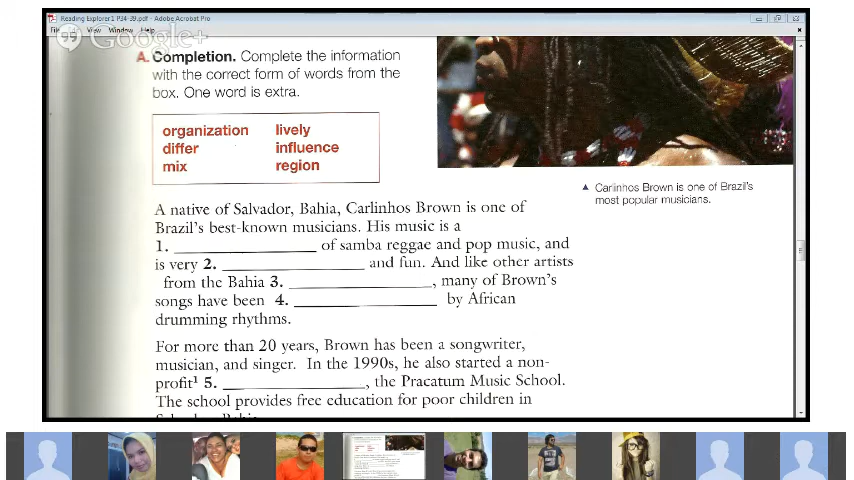 Reading Explorer1 P34-39.pdf - Adobe Acrobat Pro
View Window Help
Google+
A. Completion. Complete the information
with the correct form of words from the
box. One word is extra.
organization lively
differ influence
mix region
▲ Carlinhos Brown is one of Brazil's
most popular musicians.
A native of Salvador, Bahia, Carlinhos Brown is one of
Brazil's best-known musicians. His music is a
1. ________________ of samba reggae and pop music, and
is very 2. ________________ and fun. And like other artists
from the Bahia 3. ________________, many of Brown's
songs have been 4. ________________ by African
drumming rhythms.
For more than 20 years, Brown has been a songwriter,
musician, and singer. In the 1990s, he also started a non-
profit¹ 5. ________________, the Pracatum Music School.
The school provides free education for poor children in